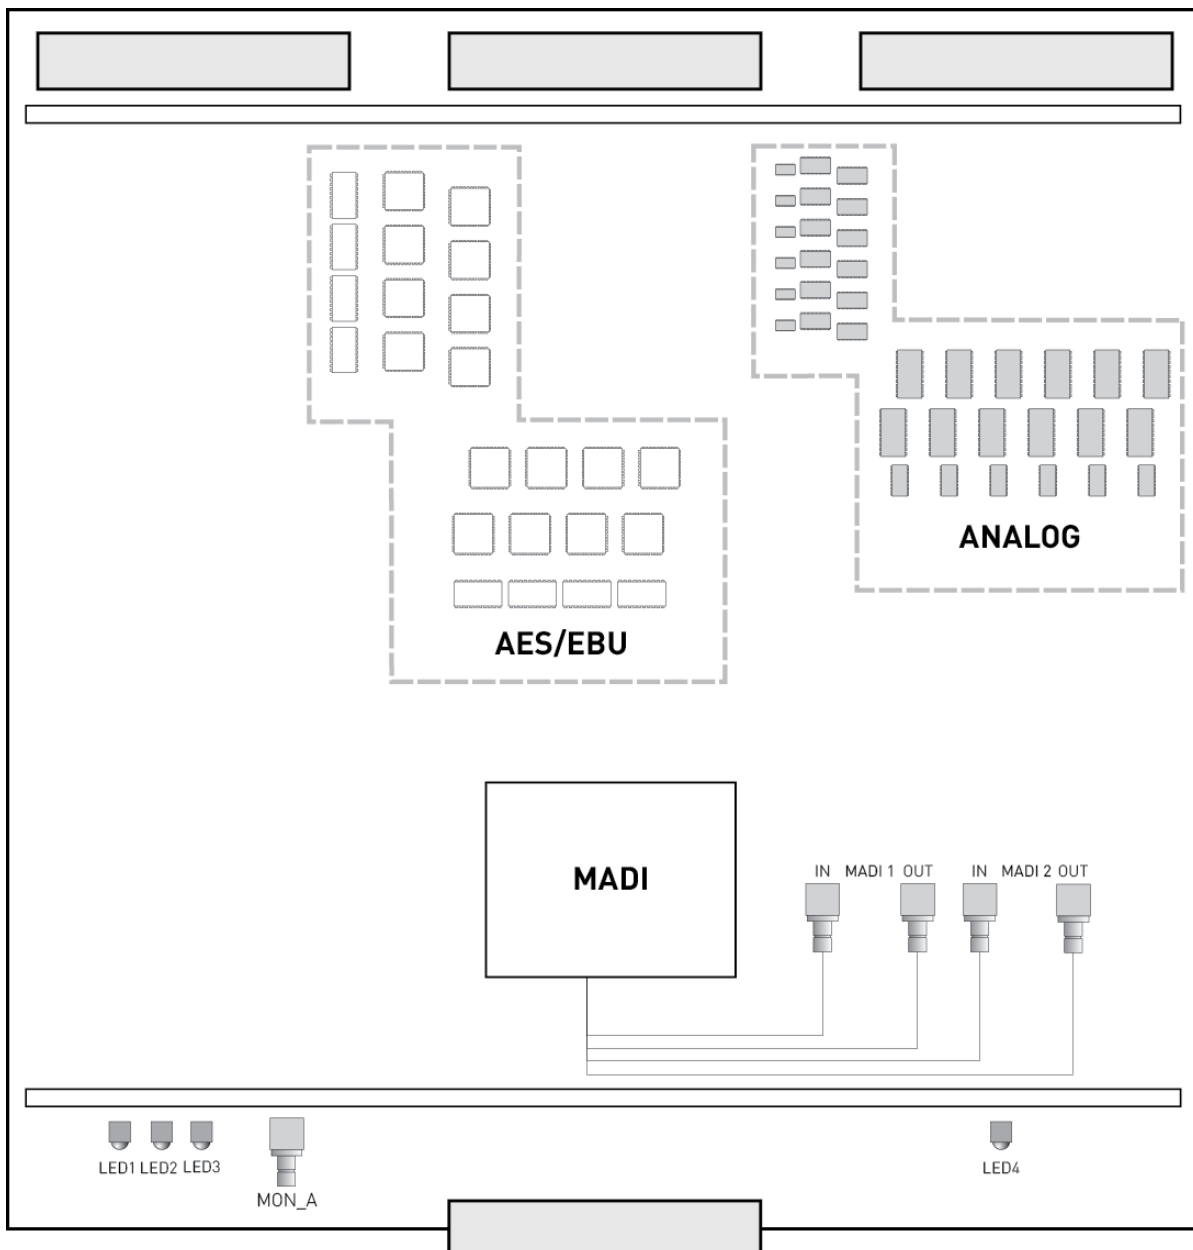 ANALOG
AES/EBU
MADI
IN MADI 1 OUT IN MADI 2 OUT
LED1 LED2 LED3
LED4
MON_A